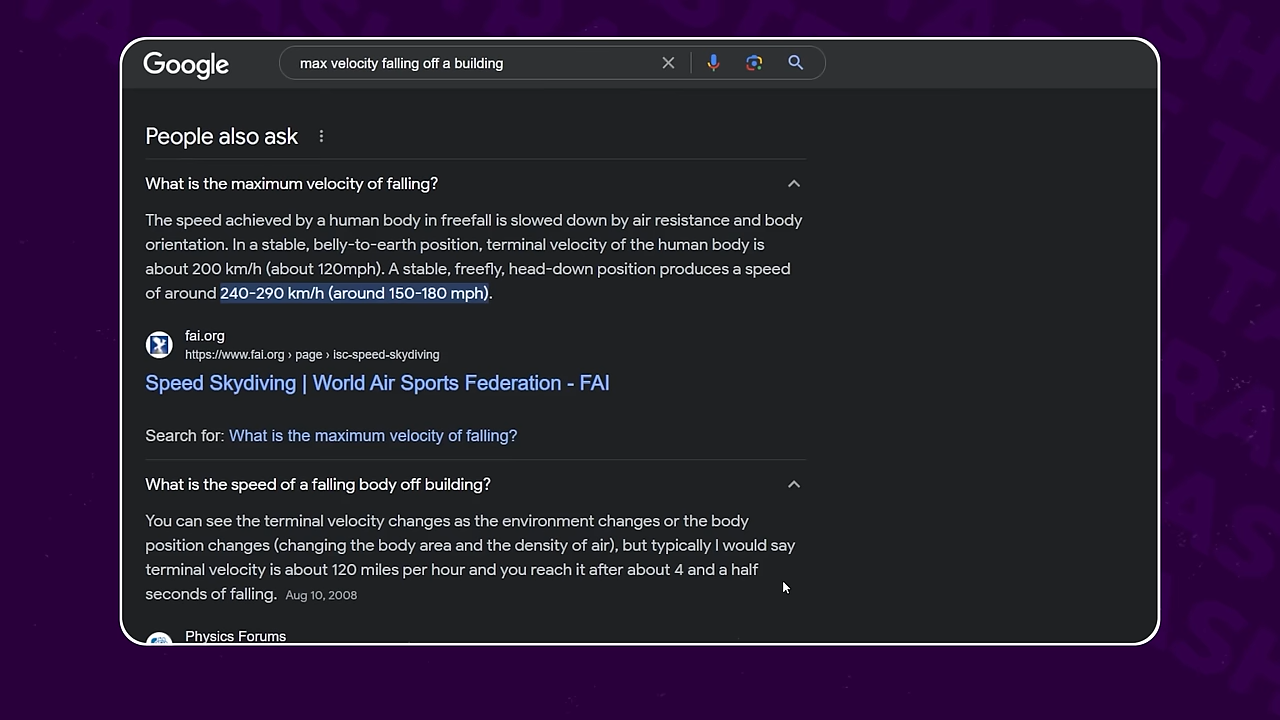 Google
max velocity falling off a building
People also ask
What is the maximum velocity of falling?
The speed achieved by a human body in freefall is slowed down by air resistance and body
orientation. In a stable, belly-to-earth position, terminal velocity of the human body is
about 200 km/h (about 120mph). A stable, freefly, head-down position produces a speed
of around 240-290 km/h (around 150-180 mph).
fai.org
https://www.fai.org › page › isc-speed-skydiving
Speed Skydiving | World Air Sports Federation - FAI
Search for: What is the maximum velocity of falling?
What is the speed of a falling body off building?
You can see the terminal velocity changes as the environment changes or the body
position changes (changing the body area and the density of air), but typically I would say
terminal velocity is about 120 miles per hour and you reach it after about 4 and a half
seconds of falling. Aug 10, 2008
Physics Forums